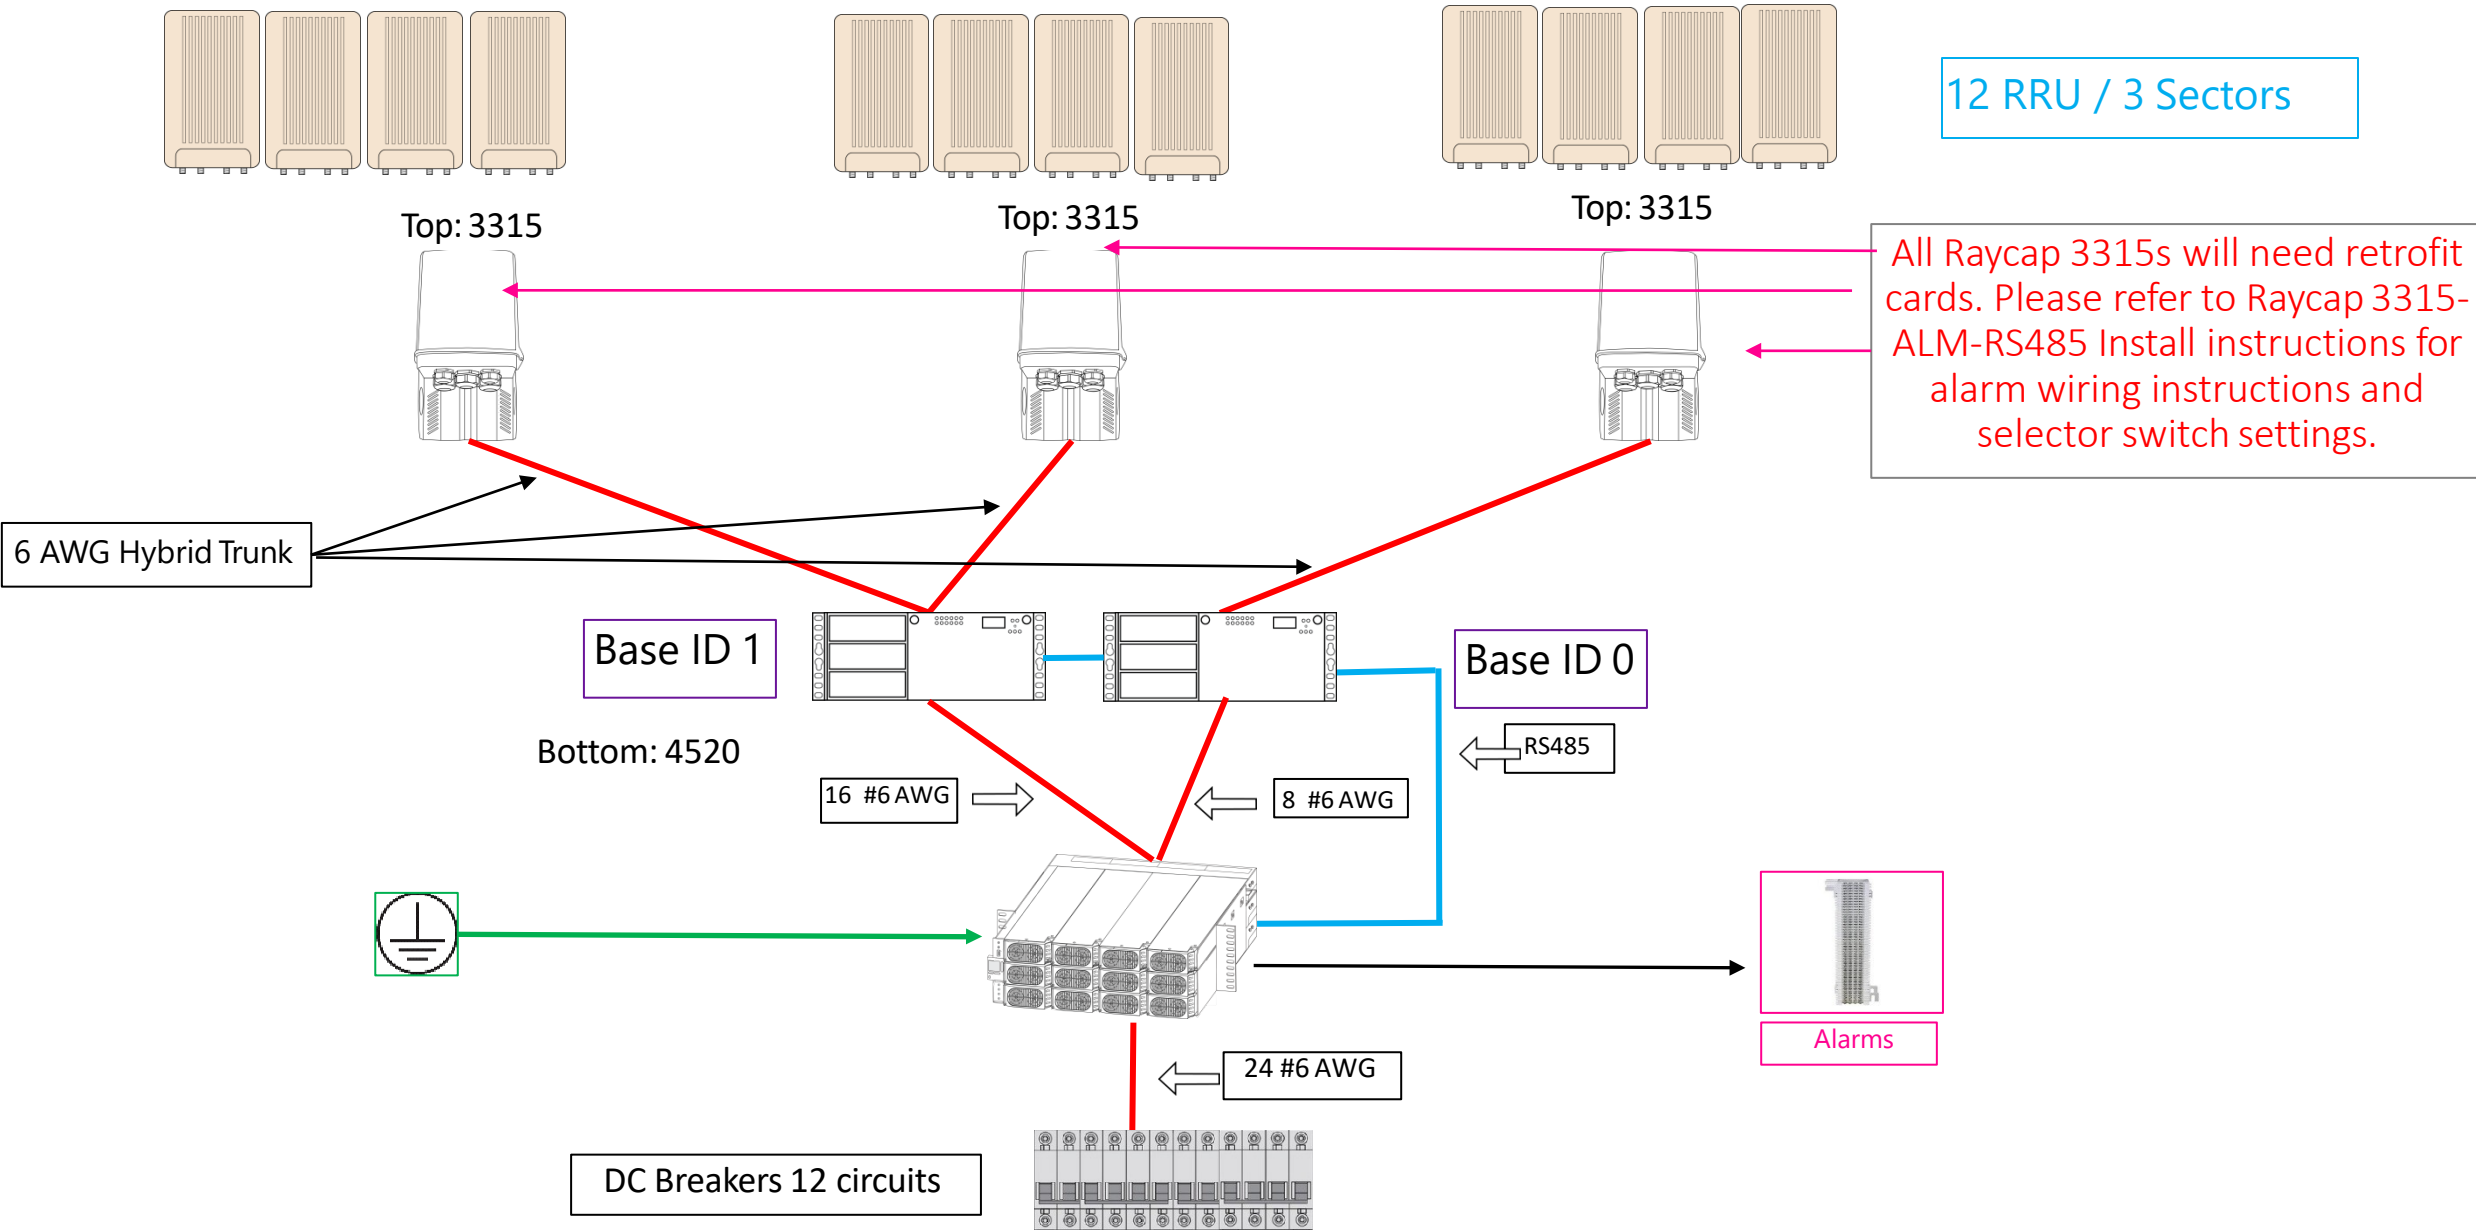 12 RRU / 3 Sectors
Top: 3315
Top: 3315
Top: 3315
All Raycap 3315s will need retrofit
cards. Please refer to Raycap 3315-
ALM-RS485 Install instructions for
alarm wiring instructions and
selector switch settings.
6 AWG Hybrid Trunk
Base ID 1
Base ID 0
Bottom: 4520
RS485
16 #6 AWG
8 #6 AWG
Alarms
24 #6 AWG
DC Breakers 12 circuits